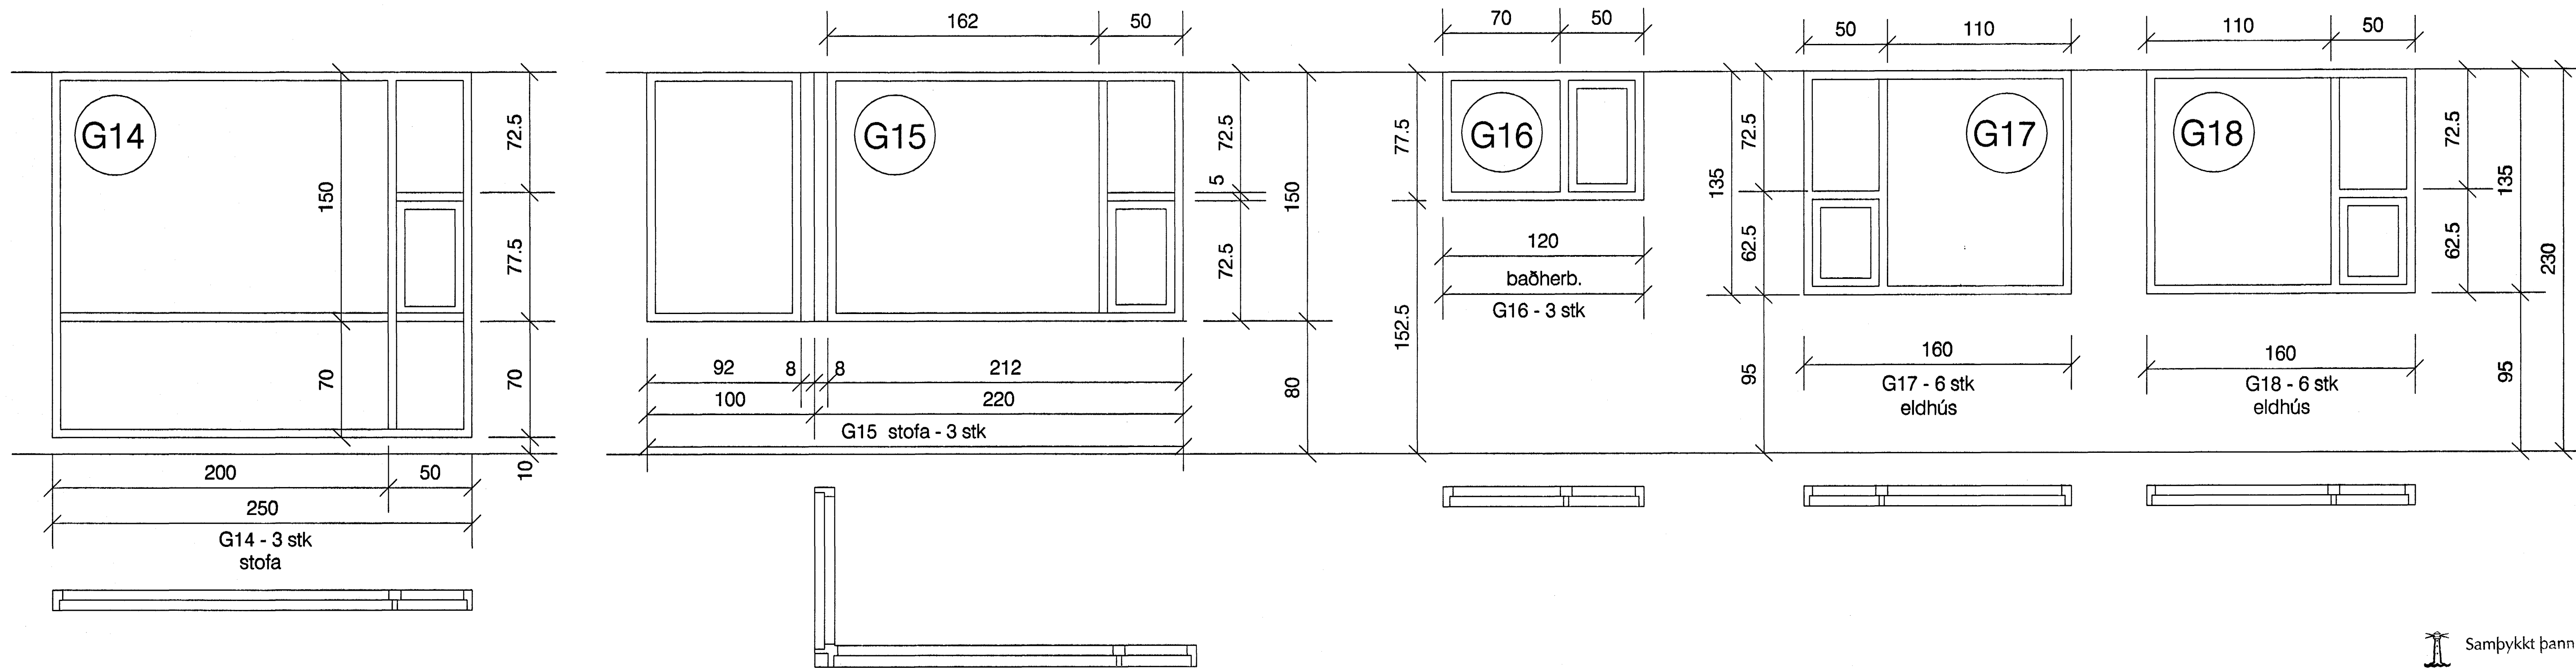 G14
150
70
72.5
77.5
70
10
200
50
250
G14 - 3 stk
stofa
162
50
G15
72.5
5
72.5
150
80
92
8
8
212
100
220
G15 stofa - 3 stk
70
50
G16
77.5
152.5
120
baðherb.
G16 - 3 stk
50
110
G17
135
72.5
62.5
95
160
G17 - 6 stk
eldhús
110
50
G18
72.5
62.5
135
95
230
160
G18 - 6 stk
eldhús
Samþykkt þann